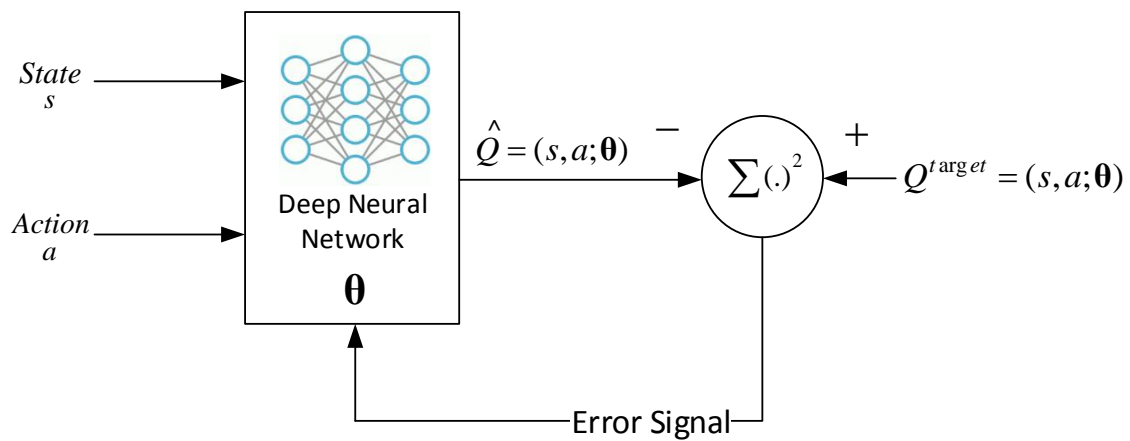 State
s
Action
a
Deep Neural
Network
θ
Q̂ = (s, a; θ)
−
∑(.)²
+
Q^{target} = (s, a; θ)
Error Signal